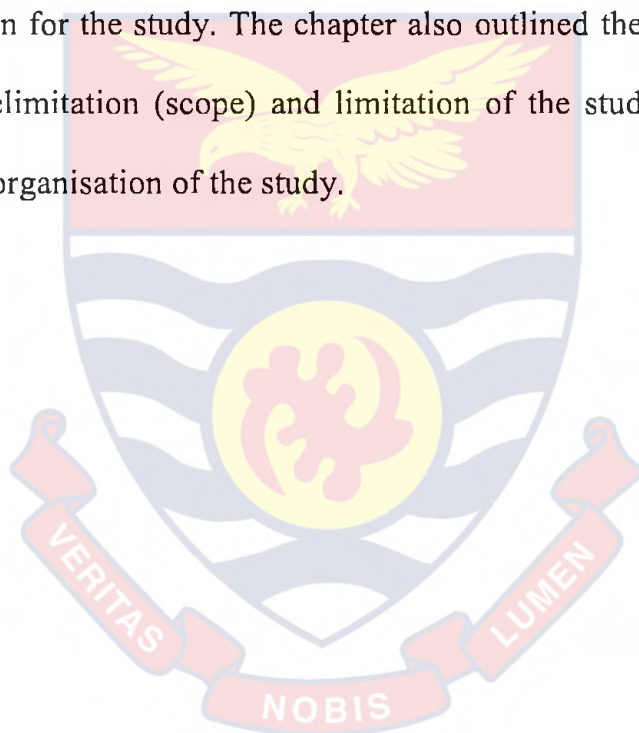 n for the study. The chapter also outlined the
elimitation (scope) and limitation of the stud
organisation of the study.
VERITAS
NOBIS
LUMEN